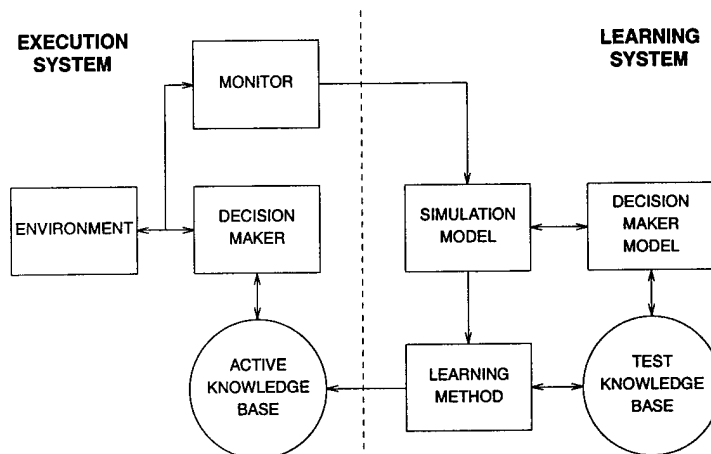 EXECUTION
SYSTEM
LEARNING
SYSTEM
MONITOR
ENVIRONMENT
DECISION
MAKER
SIMULATION
MODEL
DECISION
MAKER
MODEL
ACTIVE
KNOWLEDGE
BASE
LEARNING
METHOD
TEST
KNOWLEDGE
BASE